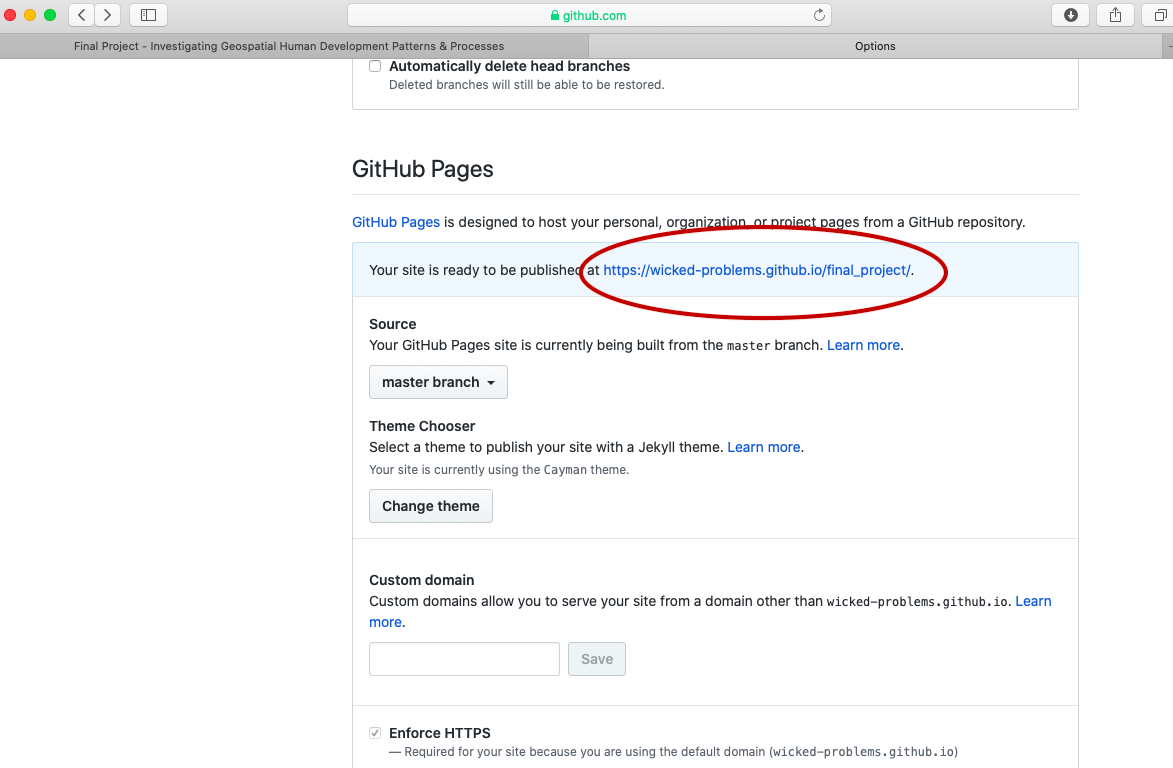 github.com
Final Project - Investigating Geospatial Human Development Patterns & Processes
Options
Automatically delete head branches
Deleted branches will still be able to be restored.
GitHub Pages
GitHub Pages is designed to host your personal, organization, or project pages from a GitHub repository.
Your site is ready to be published at https://wicked-problems.github.io/final_project/.
Source
Your GitHub Pages site is currently being built from the master branch. Learn more.
master branch
Theme Chooser
Select a theme to publish your site with a Jekyll theme. Learn more.
Your site is currently using the Cayman theme.
Change theme
Custom domain
Custom domains allow you to serve your site from a domain other than wicked-problems.github.io. Learn
more.
Save
Enforce HTTPS
— Required for your site because you are using the default domain (wicked-problems.github.io)